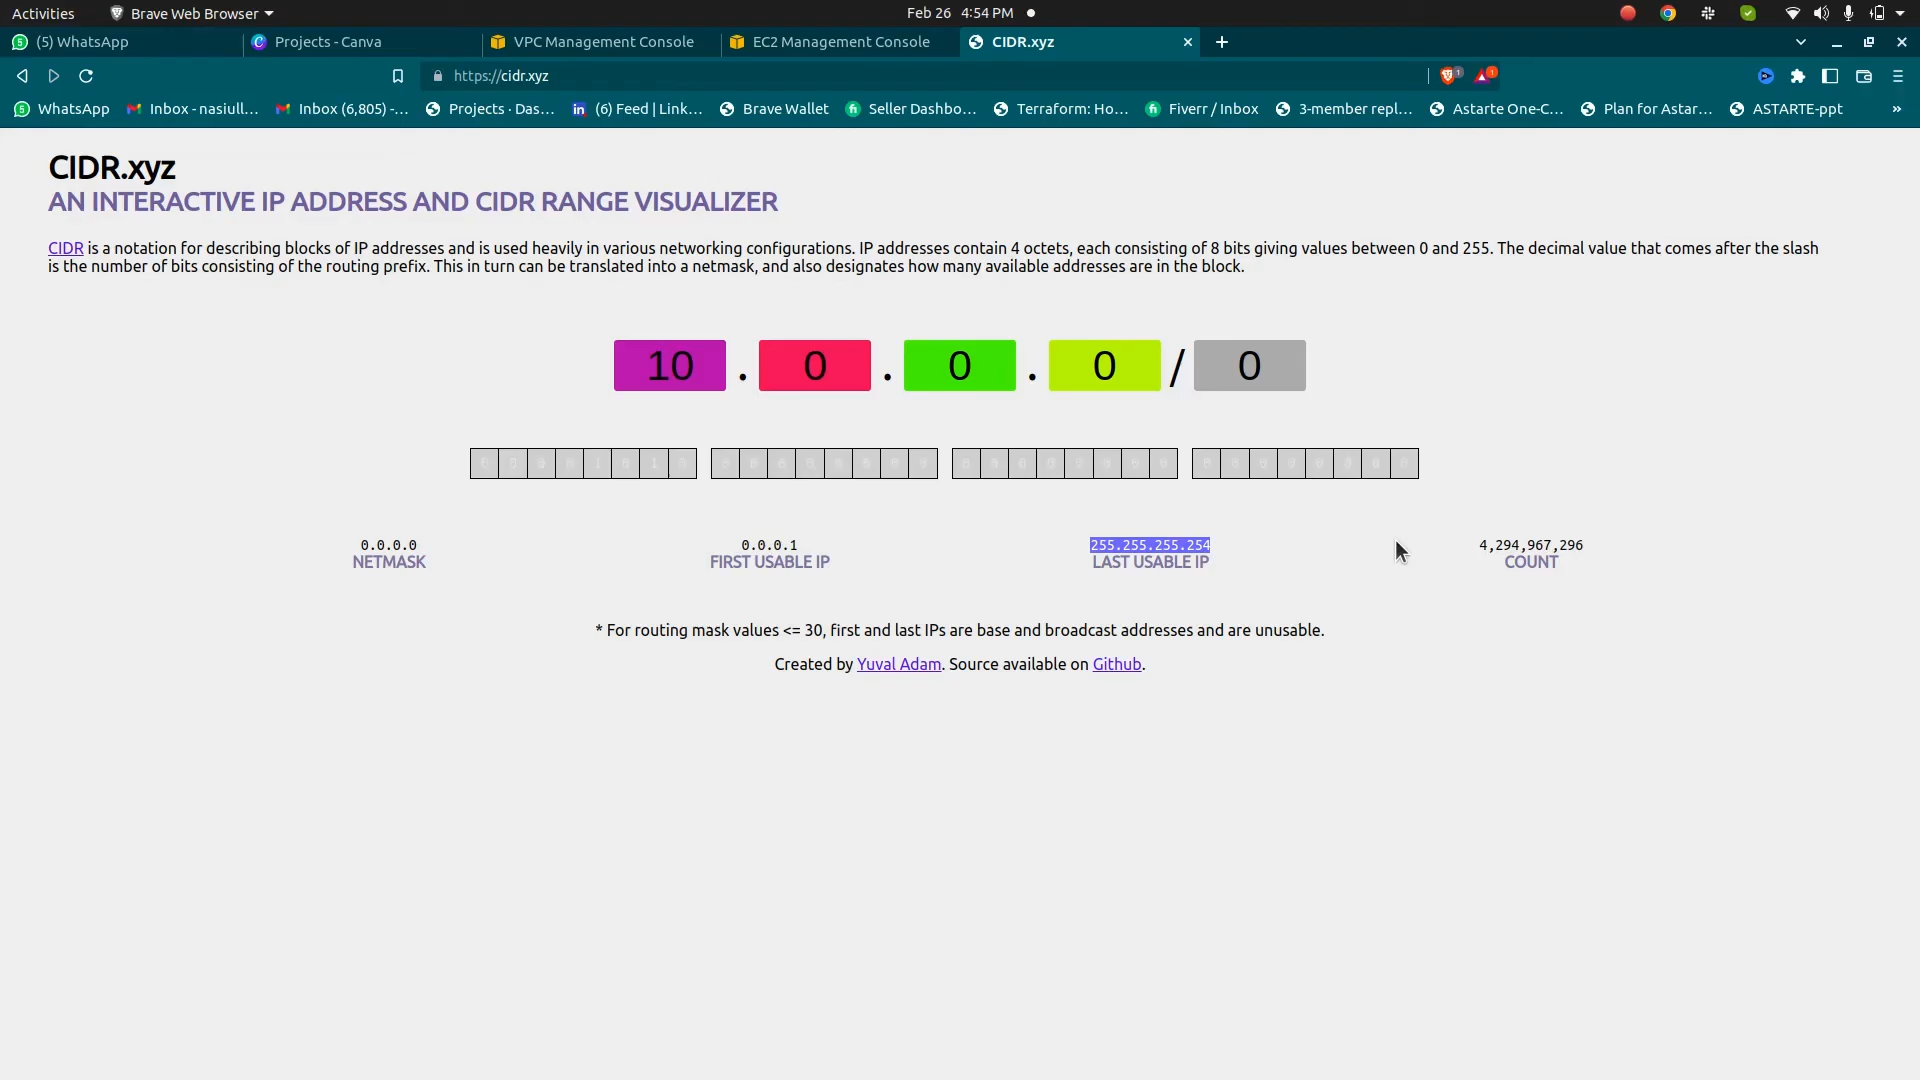 Activities Brave Web Browser Feb 26 4:54 PM
(5) WhatsApp Projects - Canva VPC Management Console EC2 Management Console CIDR.xyz
https://cidr.xyz 1 1
WhatsApp Inbox - nasiull... Inbox (6,805) -... Projects · Das... (6) Feed | Link... Brave Wallet Seller Dashbo... Terraform: Ho... Fiverr / Inbox 3-member repl... Astarte One-C... Plan for Astar... ASTARTE-ppt »
CIDR.xyz
AN INTERACTIVE IP ADDRESS AND CIDR RANGE VISUALIZER
CIDR is a notation for describing blocks of IP addresses and is used heavily in various networking configurations. IP addresses contain 4 octets, each consisting of 8 bits giving values between 0 and 255. The decimal value that comes after the slash
is the number of bits consisting of the routing prefix. This in turn can be translated into a netmask, and also designates how many available addresses are in the block.
10 . 0 . 0 . 0 / 0
0.0.0.0 0.0.0.1 255.255.255.254 4,294,967,296
NETMASK FIRST USABLE IP LAST USABLE IP COUNT
* For routing mask values <= 30, first and last IPs are base and broadcast addresses and are unusable.
Created by Yuval Adam. Source available on Github.